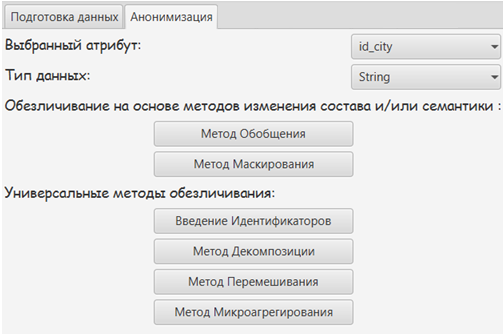 Подготовка данных Анонимизация
Выбранный атрибут: id_city
Тип данных: String
Обезличивание на основе методов изменения состава и/или семантики :
Метод Обобщения
Метод Маскирования
Универсальные методы обезличивания:
Введение Идентификаторов
Метод Декомпозиции
Метод Перемешивания
Метод Микроагрегирования